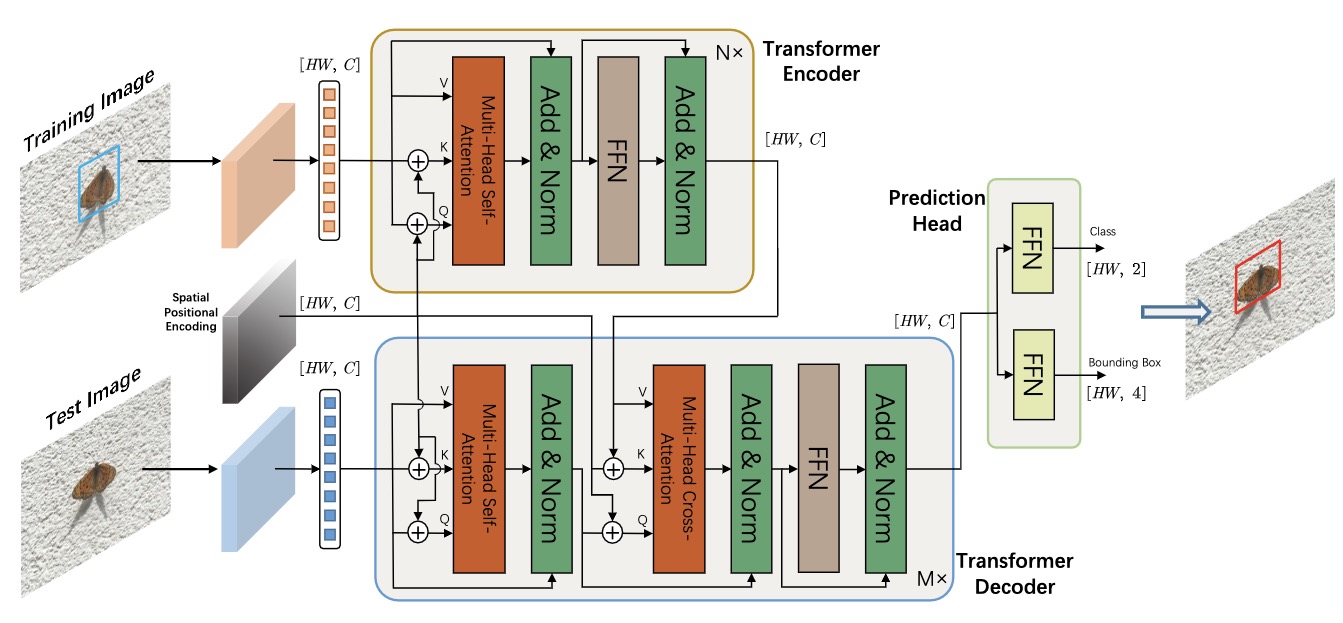 Training Image
[HW, C]
Transformer
Encoder
N×
V
K
Q
Multi-Head Self-
Attention
Add & Norm
FFN
Add & Norm
[HW, C]
Spatial
Positional
Encoding
[HW, C]
Test Image
[HW, C]
V
K
Q
Multi-Head Self-
Attention
Add & Norm
V
K
Q
Multi-Head Cross-
Attention
Add & Norm
FFN
Add & Norm
M×
Transformer
Decoder
[HW, C]
Prediction
Head
FFN
Class
[HW, 2]
FFN
Bounding Box
[HW, 4]